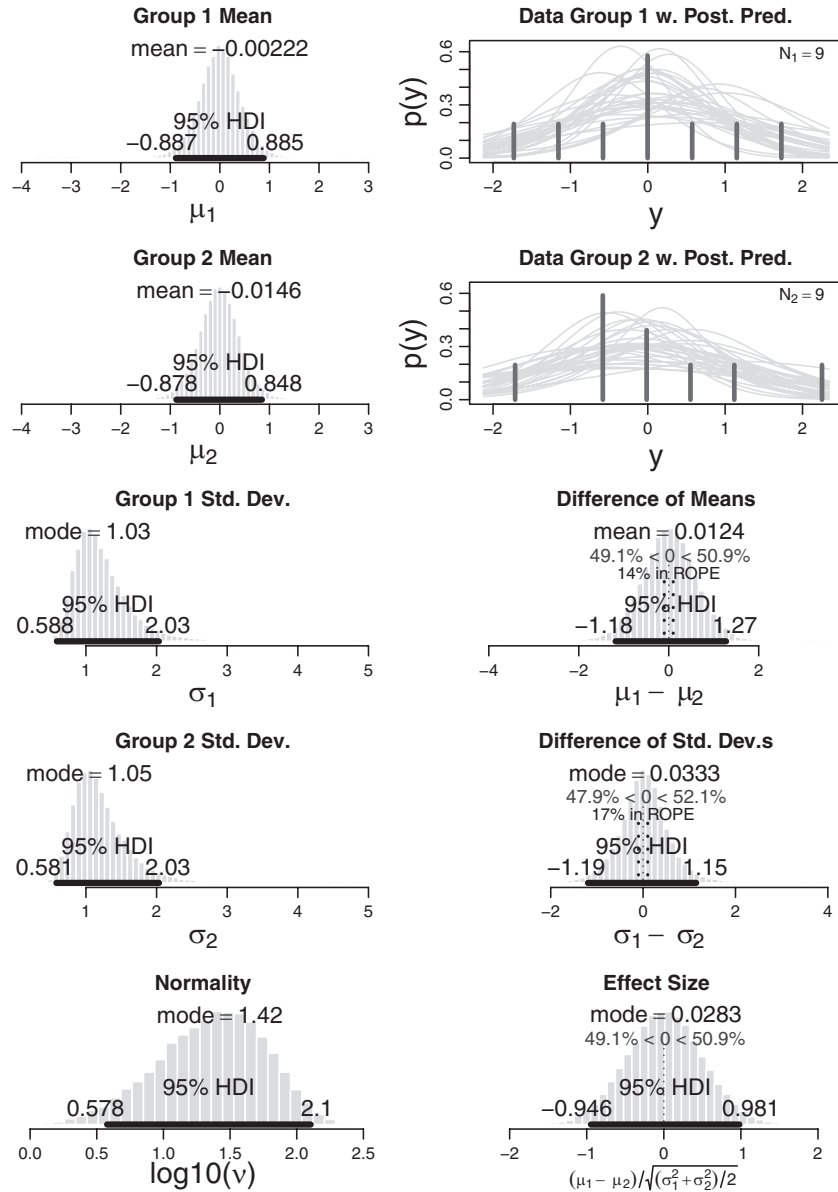 Group 1 Mean
mean = −0.00222
95% HDI
−0.887 0.885
−4 −3 −2 −1 0 1 2 3
μ1
Data Group 1 w. Post. Pred.
N1 = 9
p(y)
0.0 0.3 0.6
−2 −1 0 1 2
y
Group 2 Mean
mean = −0.0146
95% HDI
−0.878 0.848
−4 −3 −2 −1 0 1 2 3
μ2
Data Group 2 w. Post. Pred.
N2 = 9
p(y)
0.0 0.3 0.6
−2 −1 0 1 2
y
Group 1 Std. Dev.
mode = 1.03
95% HDI
0.588 2.03
1 2 3 4 5
σ1
Difference of Means
mean = 0.0124
49.1% < 0 < 50.9%
14% in ROPE
95% HDI
−1.18 1.27
−4 −2 0 2
μ1 − μ2
Group 2 Std. Dev.
mode = 1.05
95% HDI
0.581 2.03
1 2 3 4 5
σ2
Difference of Std. Dev.s
mode = 0.0333
47.9% < 0 < 52.1%
17% in ROPE
95% HDI
−1.19 1.15
−2 0 2 4
σ1 − σ2
Normality
mode = 1.42
95% HDI
0.578 2.1
0.0 0.5 1.0 1.5 2.0 2.5
log10(ν)
Effect Size
mode = 0.0283
49.1% < 0 < 50.9%
95% HDI
−0.946 0.981
−2 −1 0 1 2
(μ1 − μ2)/√(σ1² + σ2²)/2